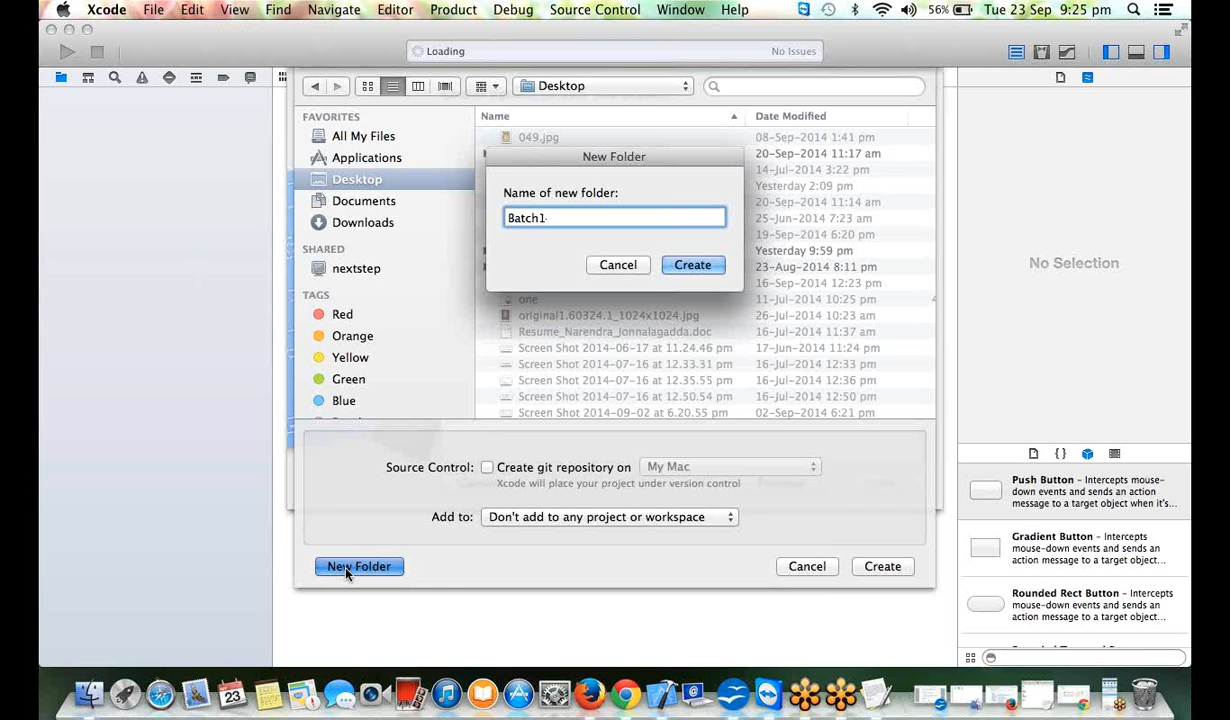 Xcode File Edit View Find Navigate Editor Product Debug Source Control Window Help 56% Tue 23 Sep 9:25 pm
Loading No Issues
Desktop
FAVORITES
All My Files
Applications
Desktop
Documents
Downloads
SHARED
nextstep
TAGS
Red
Orange
Yellow
Green
Blue
Name Date Modified
049.jpg 08-Sep-2014 1:41 pm
20-Sep-2014 11:17 am
14-Jul-2014 3:22 pm
Yesterday 2:09 pm
20-Sep-2014 11:14 am
25-Jun-2014 7:23 am
19-Sep-2014 6:20 pm
Yesterday 9:59 pm
23-Aug-2014 8:11 pm
16-Sep-2014 12:23 pm
one 11-Jul-2014 10:25 pm
original1.60324.1_1024x1024.jpg 26-Jul-2014 10:23 am
Resume_Narendra_Jonnalagadda.doc 16-Jul-2014 11:37 am
Screen Shot 2014-06-17 at 11.24.46 pm 17-Jun-2014 11:24 pm
Screen Shot 2014-07-16 at 12.33.31 pm 16-Jul-2014 12:33 pm
Screen Shot 2014-07-16 at 12.35.55 pm 16-Jul-2014 12:36 pm
Screen Shot 2014-07-16 at 12.50.54 pm 16-Jul-2014 12:50 pm
Screen Shot 2014-09-02 at 6.20.55 pm 02-Sep-2014 6:21 pm
New Folder
Name of new folder:
Batch1-
Cancel Create
Source Control: Create git repository on My Mac
Xcode will place your project under version control
Add to: Don't add to any project or workspace
New Folder Cancel Create
No Selection
{ }
Push Button – Intercepts mouse-
down events and sends an action
message to a target object when it's...
Gradient Button – Intercepts
mouse-down events and sends an
action message to a target object...
Rounded Rect Button – Intercepts
mouse-down events and sends an
action message to a target object...
23